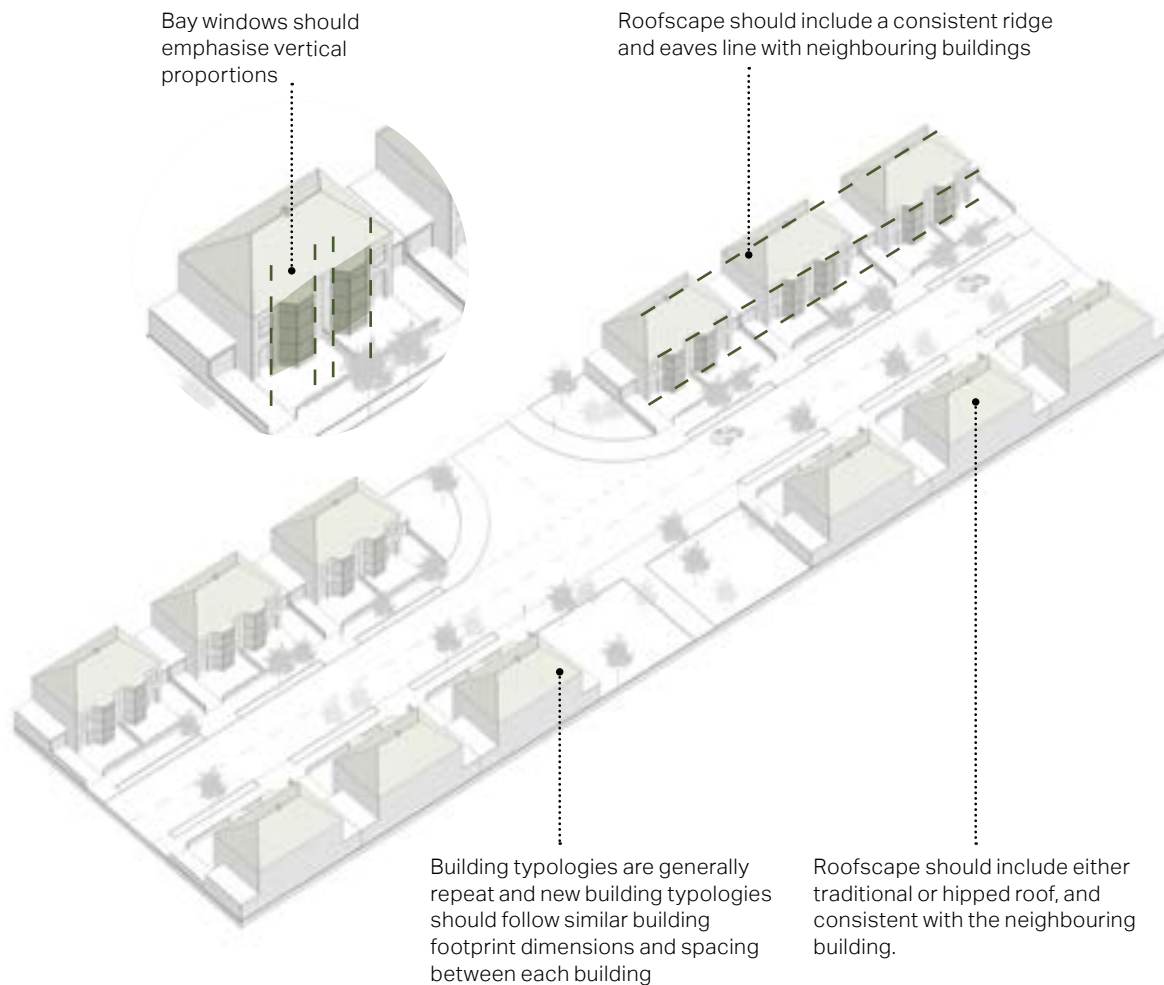 Bay windows should
emphasise vertical
proportions
Roofscape should include a consistent ridge
and eaves line with neighbouring buildings
Building typologies are generally
repeat and new building typologies
should follow similar building
footprint dimensions and spacing
between each building
Roofscape should include either
traditional or hipped roof, and
consistent with the neighbouring
building.